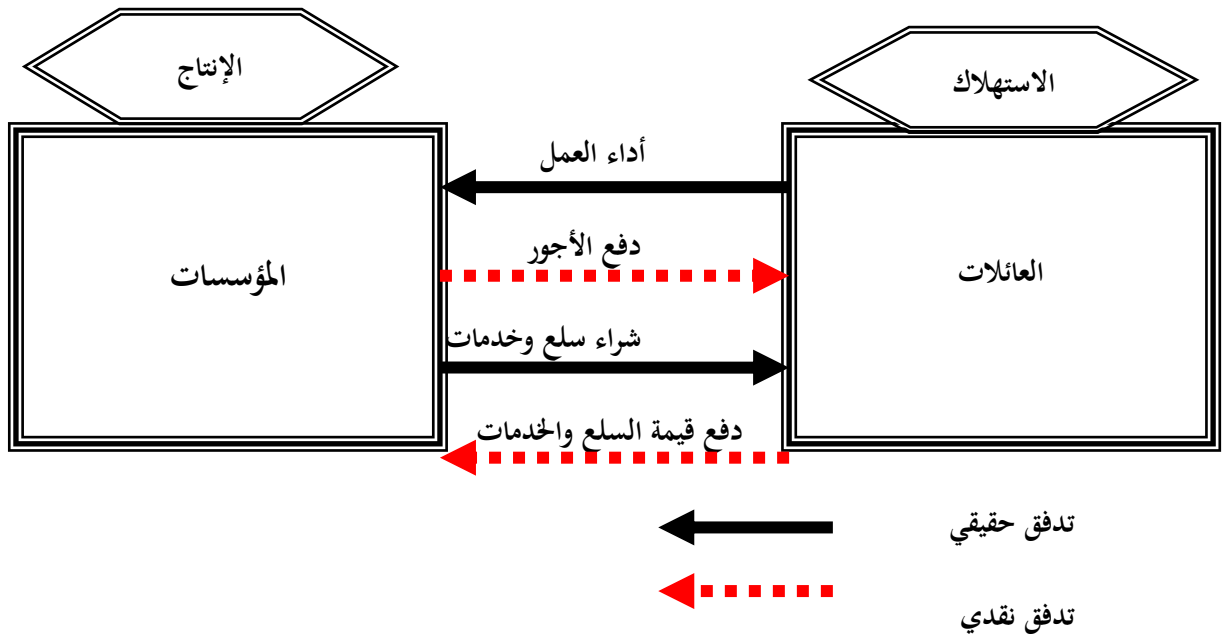 الإنتاج
الاستهلاك
أداء العمل
دفع الأجور
المؤسسات
العائلات
شراء سلع وخدمات
دفع قيمة السلع والخدمات
تدفق حقيقي
تدفق نقدي